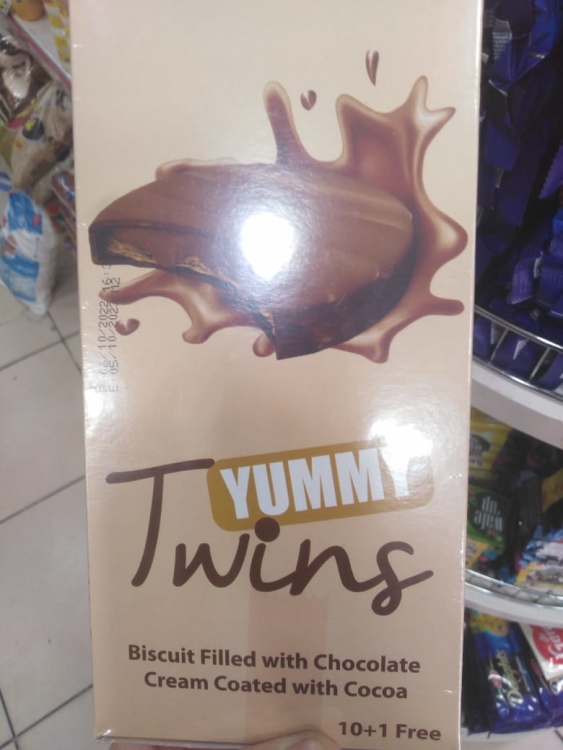 YUMMY
Twins
Biscuit Filled with Chocolate
Cream Coated with Cocoa
10+1 Free